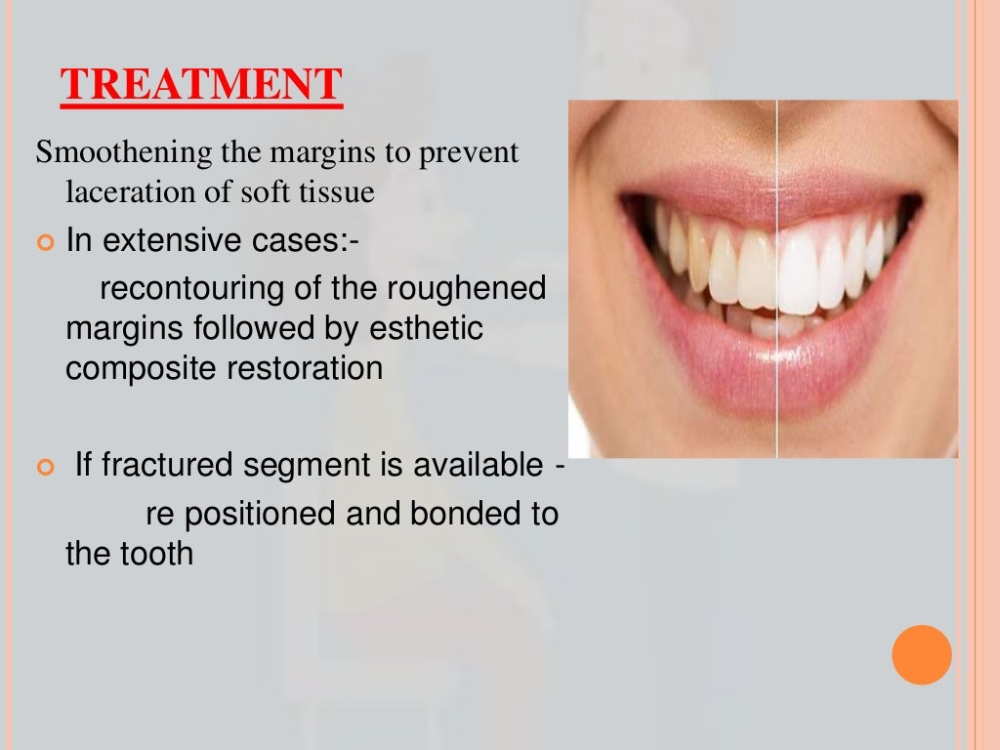 TREATMENT
Smoothening the margins to prevent
laceration of soft tissue
In extensive cases:-
recontouring of the roughened
margins followed by esthetic
composite restoration
If fractured segment is available -
re positioned and bonded to
the tooth